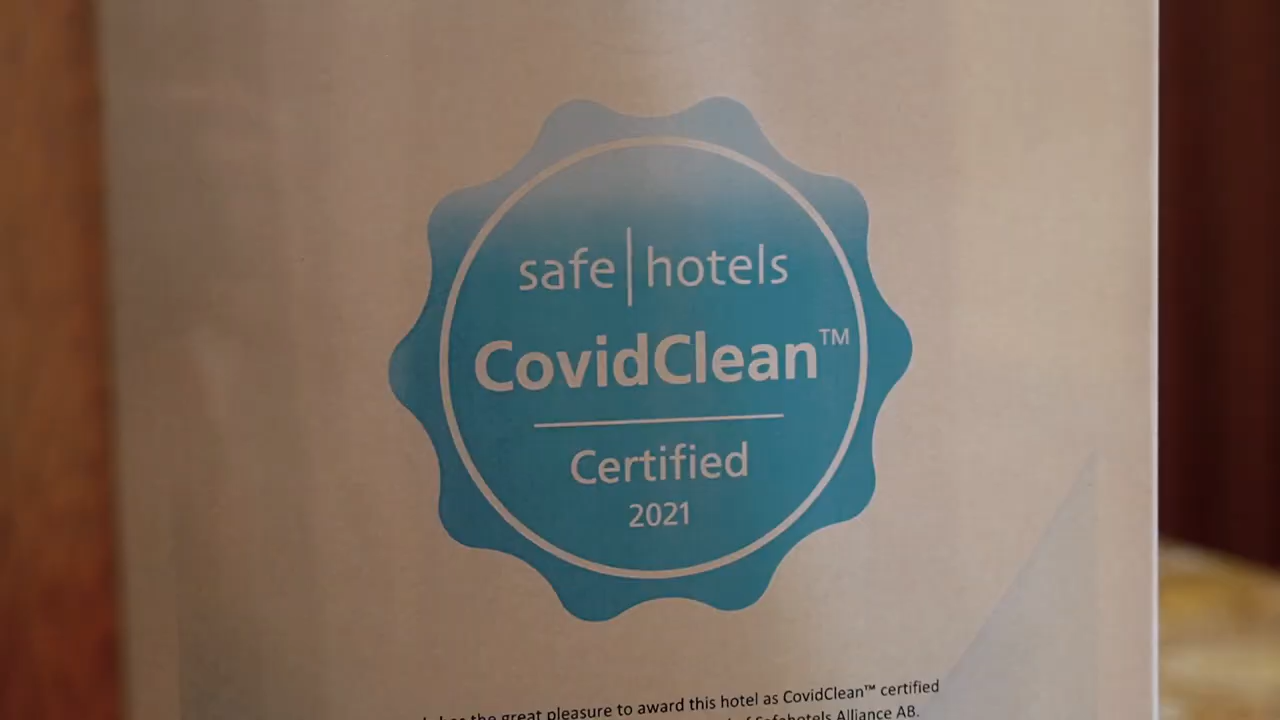 safe|hotels
CovidClean™
Certified
2021
the great pleasure to award this hotel as CovidClean™ certified
Safehotels Alliance AB.